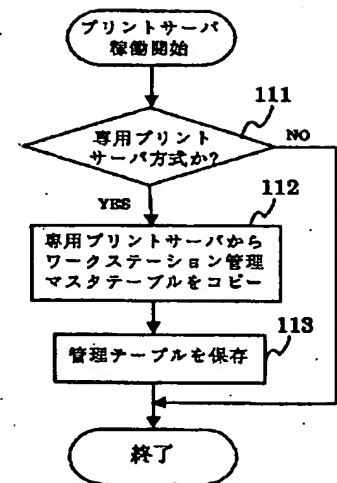 プリントサーバ
稼働開始
111
専用プリント
サーバ方式か?
NO
YES
112
専用プリントサーバから
ワークステーション管理
マスタテーブルをコピー
113
管理テーブルを保存
終了